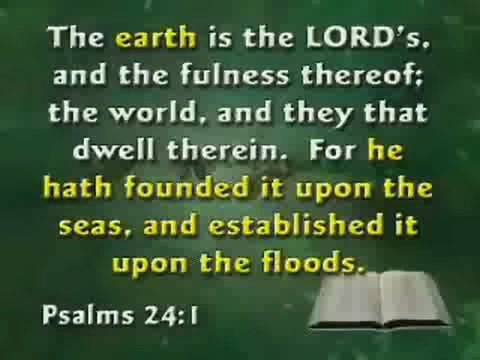 The earth is the LORD's,
and the fulness thereof;
the world, and they that
dwell therein. For he
hath founded it upon the
seas, and established it
upon the floods.
Psalms 24:1